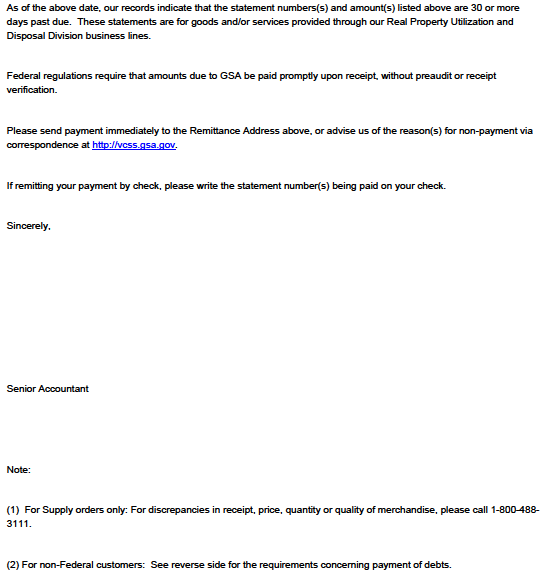 As of the above date, our records indicate that the statement numbers(s) and amount(s) listed above are 30 or more
days past due.  These statements are for goods and/or services provided through our Real Property Utilization and
Disposal Division business lines.
Federal regulations require that amounts due to GSA be paid promptly upon receipt, without preaudit or receipt
verification.
Please send payment immediately to the Remittance Address above, or advise us of the reason(s) for non-payment via
correspondence at http://vcss.gsa.gov.
If remitting your payment by check, please write the statement number(s) being paid on your check.
Sincerely,
Senior Accountant
Note:
(1)  For Supply orders only: For discrepancies in receipt, price, quantity or quality of merchandise, please call 1-800-488-
3111.
(2) For non-Federal customers:  See reverse side for the requirements concerning payment of debts.